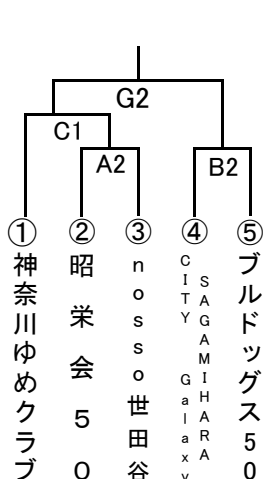 G2
C1
A2
B2
①
②
③
④
⑤
神奈川ゆめクラブ
昭栄会50
nosso世田谷
SAGAMIHARA
CITY Galaxy
ブルドッグス50